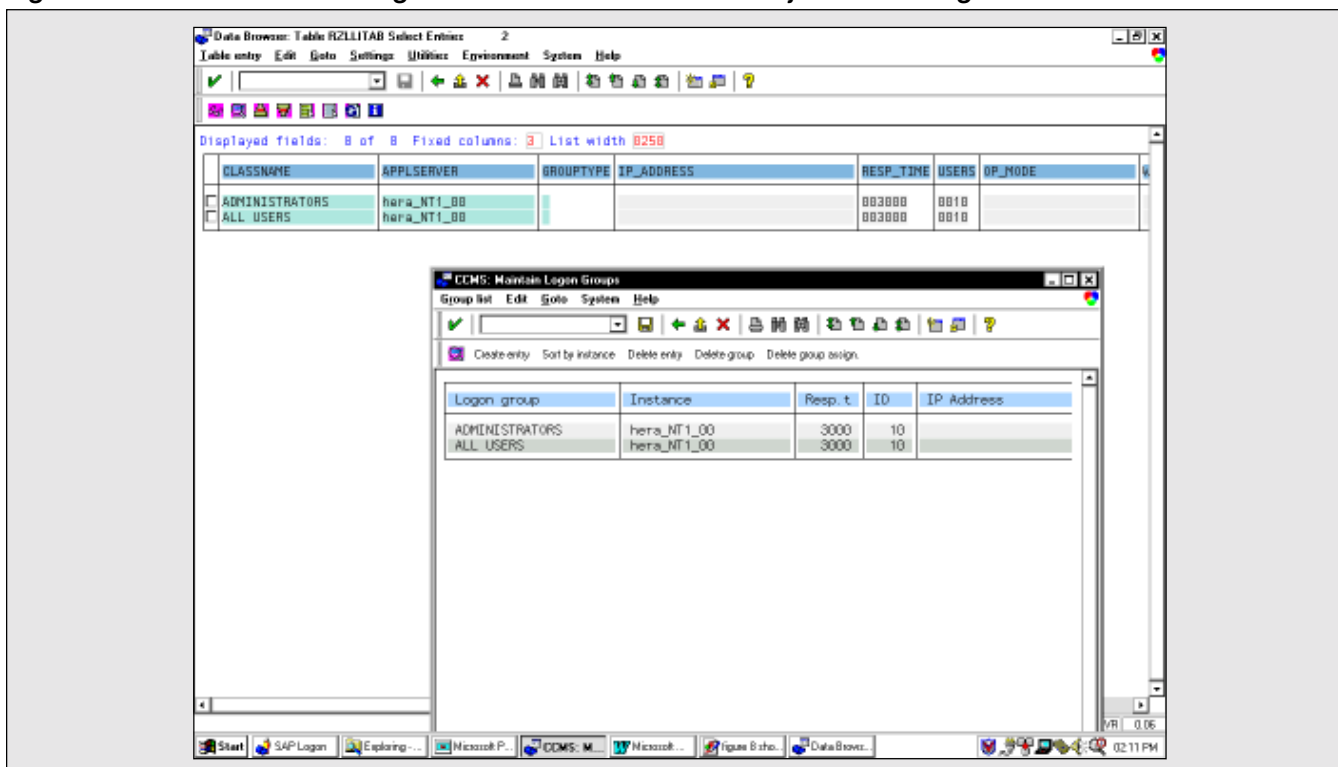 Data Browser: Table RZLLITAB Select Entries 2
Table entry Edit Goto Settings Utilities Environment System Help
Displayed fields: 8 of 8 Fixed columns: 3 List width 0250
CLASSNAME APPLSERVER GROUPTYPE IP_ADDRESS RESP_TIME USERS OP_MODE
ADMINISTRATORS hera_NT1_00 003000 0010
ALL USERS hera_NT1_00 003000 0010
CCMS: Maintain Logon Groups
Group list Edit Goto System Help
Create entry Sort by instance Delete entry Delete group Delete group assign.
Logon group Instance Resp.t ID IP Address
ADMINISTRATORS hera_NT1_00 3000 10
ALL USERS hera_NT1_00 3000 10
VR 0.06
Start SAP Logon Exploring -... Microsoft P... CCMS: M... Microsoft... Figure 8 sho... Data Brows... 02:11 PM